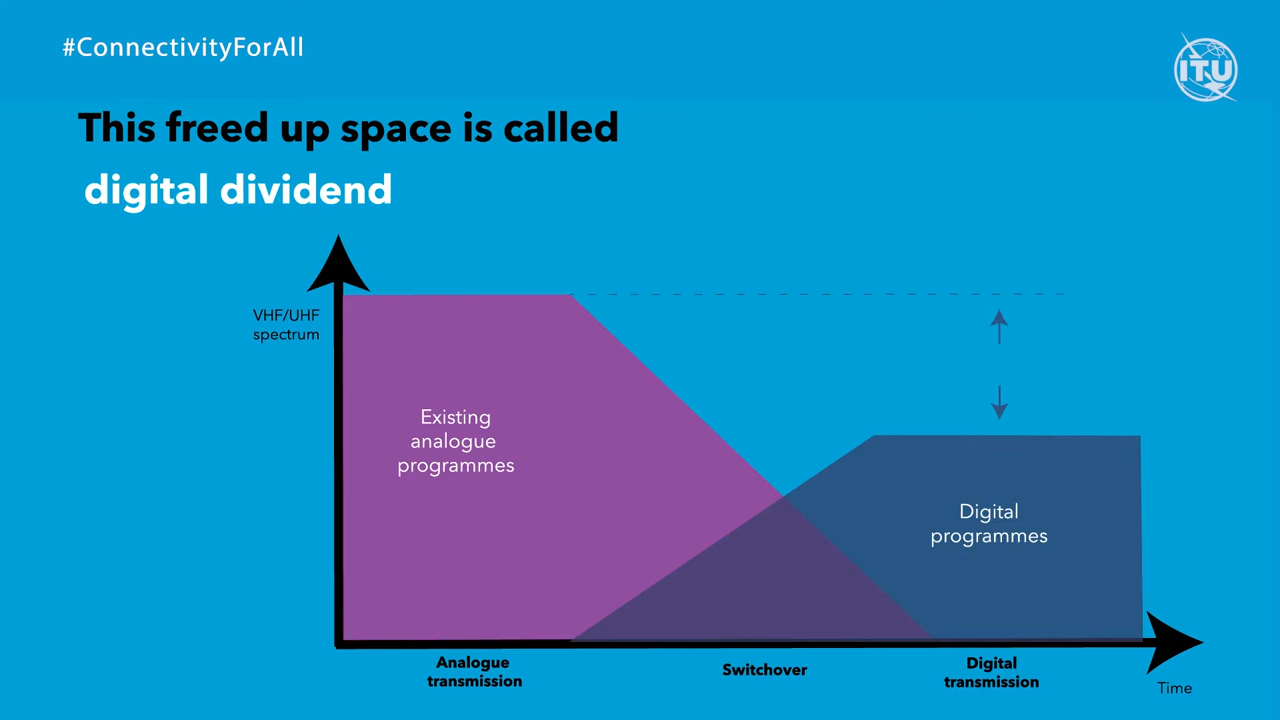 #ConnectivityForAll
ITU
This freed up space is called
digital dividend
VHF/UHF
spectrum
Existing
analogue
programmes
Digital
programmes
Analogue
transmission
Switchover
Digital
transmission
Time